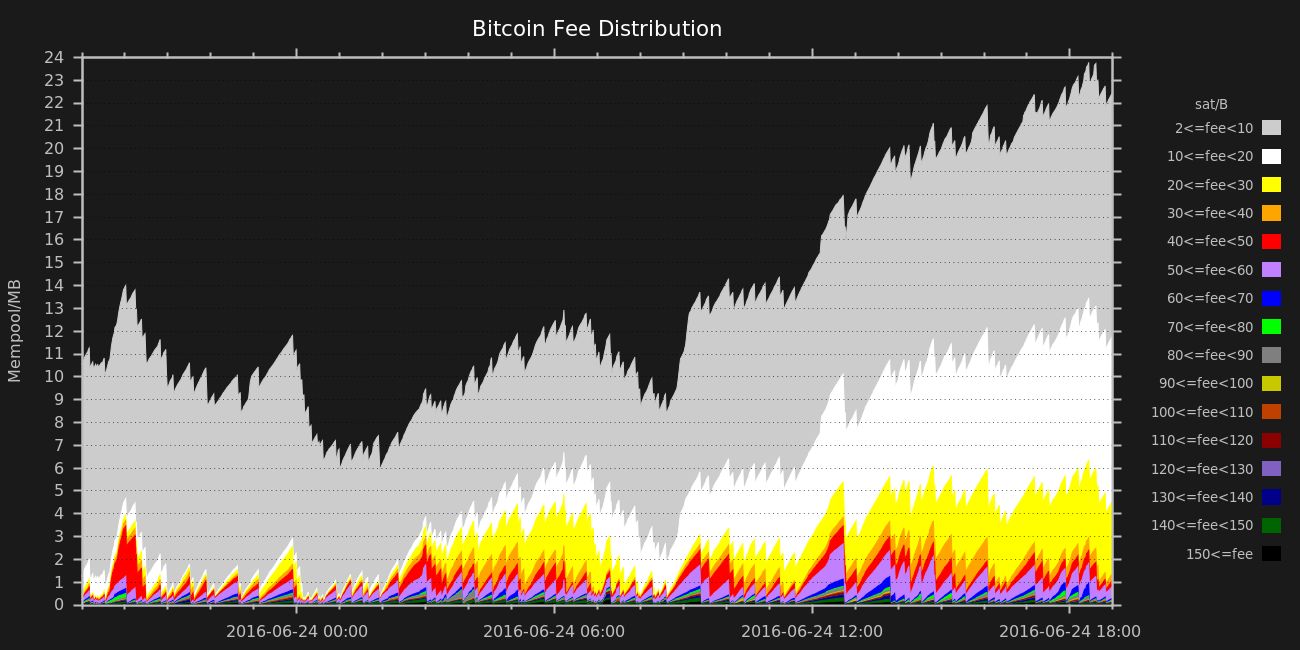 Bitcoin Fee Distribution
Mempool/MB
24
23
22
21
20
19
18
17
16
15
14
13
12
11
10
9
8
7
6
5
4
3
2
1
0
2016-06-24 00:00
2016-06-24 06:00
2016-06-24 12:00
2016-06-24 18:00
sat/B
2<=fee<10
10<=fee<20
20<=fee<30
30<=fee<40
40<=fee<50
50<=fee<60
60<=fee<70
70<=fee<80
80<=fee<90
90<=fee<100
100<=fee<110
110<=fee<120
120<=fee<130
130<=fee<140
140<=fee<150
150<=fee